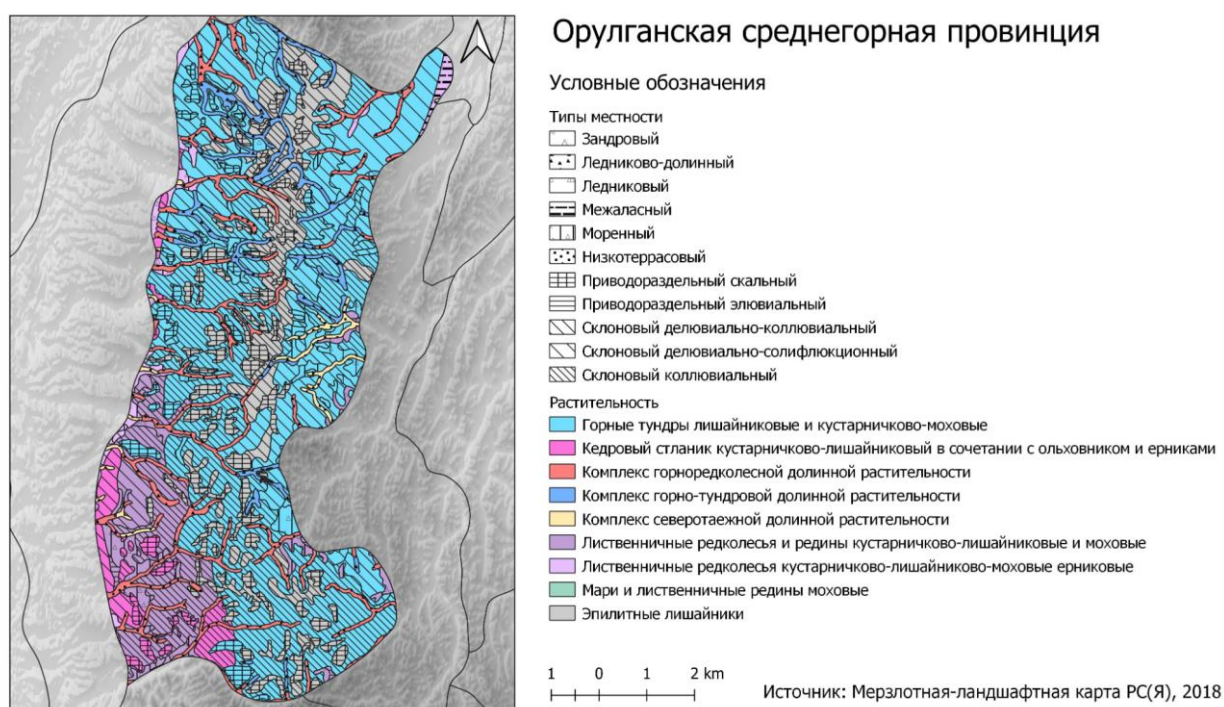 Орулганская среднегорная провинция
Условные обозначения
Типы местности
Зандровый
Ледниково-долинный
Ледниковый
Межаласный
Моренный
Низкотеррасовый
Приводораздельный скальный
Приводораздельный элювиальный
Склоновый делювиально-коллювиальный
Склоновый делювиально-солифлюкционный
Склоновый коллювиальный
Растительность
Горные тундры лишайниковые и кустарничково-моховые
Кедровый стланик кустарничково-лишайниковый в сочетании с ольховником и ерниками
Комплекс горноредколесной долинной растительности
Комплекс горно-тундровой долинной растительности
Комплекс северотаежной долинной растительности
Лиственничные редколесья и редины кустарничково-лишайниковые и моховые
Лиственничные редколесья кустарничково-лишайниково-моховые ерниковые
Мари и лиственничные редины моховые
Эпилитные лишайники
1 0 1 2 km
Источник: Мерзлотная-ландшафтная карта РС(Я), 2018